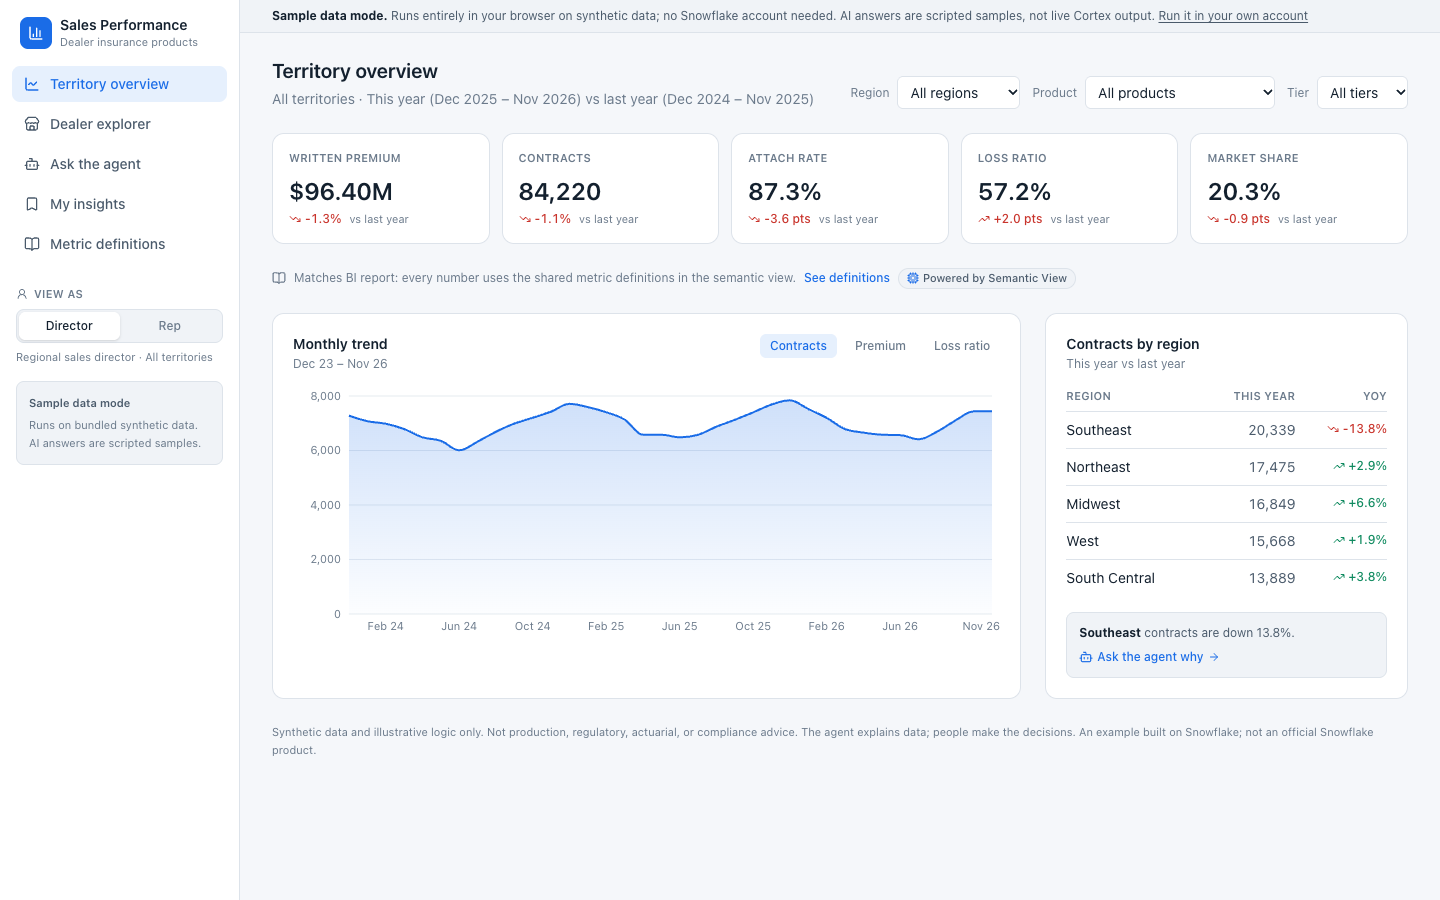 Sales Performance
Dealer insurance products
Territory overview
Dealer explorer
Ask the agent
My insights
Metric definitions
VIEW AS
Director
Rep
Regional sales director · All territories
Sample data mode
Runs on bundled synthetic data.
AI answers are scripted samples.
Sample data mode. Runs entirely in your browser on synthetic data; no Snowflake account needed. AI answers are scripted samples, not live Cortex output. Run it in your own account
Territory overview
All territories · This year (Dec 2025 – Nov 2026) vs last year (Dec 2024 – Nov 2025)
Region
All regions
Product
All products
Tier
All tiers
WRITTEN PREMIUM
$96.40M
-1.3% vs last year
CONTRACTS
84,220
-1.1% vs last year
ATTACH RATE
87.3%
-3.6 pts vs last year
LOSS RATIO
57.2%
+2.0 pts vs last year
MARKET SHARE
20.3%
-0.9 pts vs last year
Matches BI report: every number uses the shared metric definitions in the semantic view. See definitions Powered by Semantic View
Monthly trend
Dec 23 – Nov 26
Contracts
Premium
Loss ratio
8,000
6,000
4,000
2,000
0
Feb 24 Jun 24 Oct 24 Feb 25 Jun 25 Oct 25 Feb 26 Jun 26 Nov 26
Contracts by region
This year vs last year
REGION THIS YEAR YOY
Southeast 20,339 -13.8%
Northeast 17,475 +2.9%
Midwest 16,849 +6.6%
West 15,668 +1.9%
South Central 13,889 +3.8%
Southeast contracts are down 13.8%.
Ask the agent why →
Synthetic data and illustrative logic only. Not production, regulatory, actuarial, or compliance advice. The agent explains data; people make the decisions. An example built on Snowflake; not an official Snowflake
product.